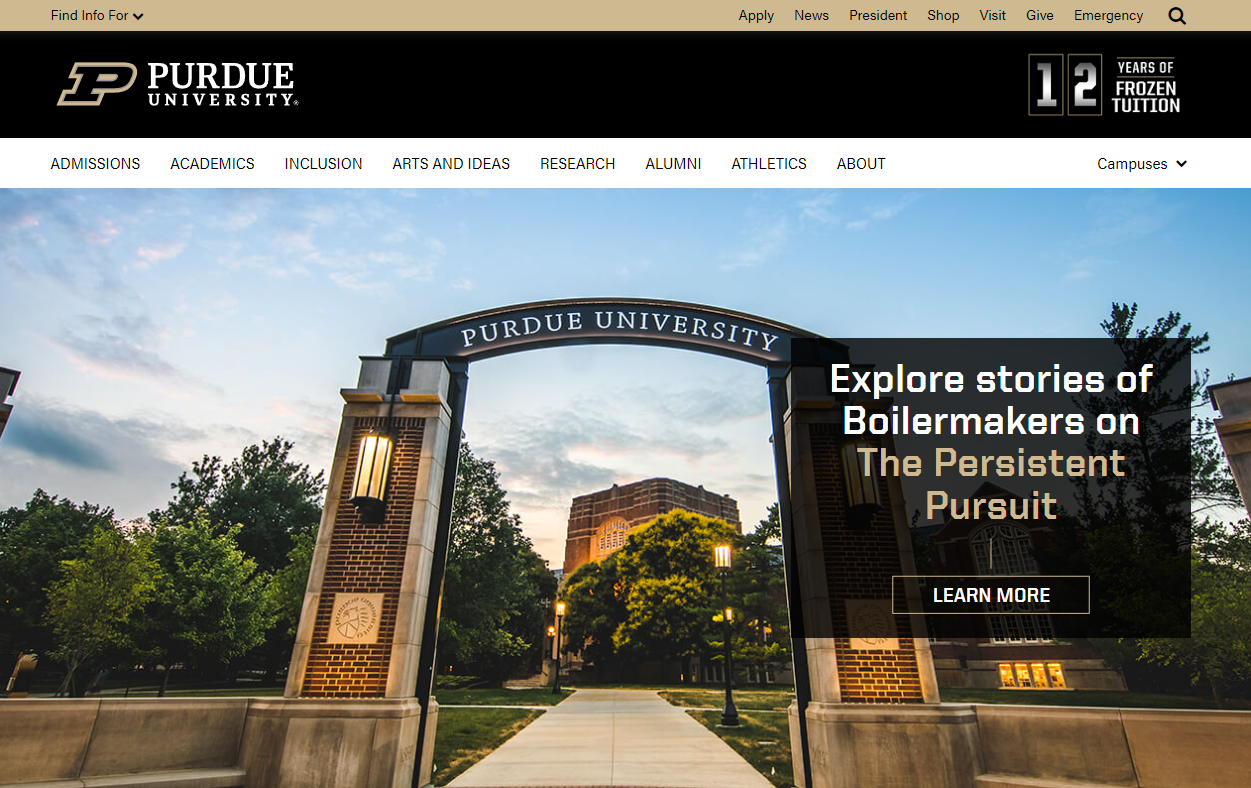 Find Info For
Apply News President Shop Visit Give Emergency
PURDUE
UNIVERSITY®
12
YEARS OF
FROZEN
TUITION
ADMISSIONS ACADEMICS INCLUSION ARTS AND IDEAS RESEARCH ALUMNI ATHLETICS ABOUT Campuses
PURDUE UNIVERSITY
Explore stories of
Boilermakers on
The Persistent
Pursuit
LEARN MORE